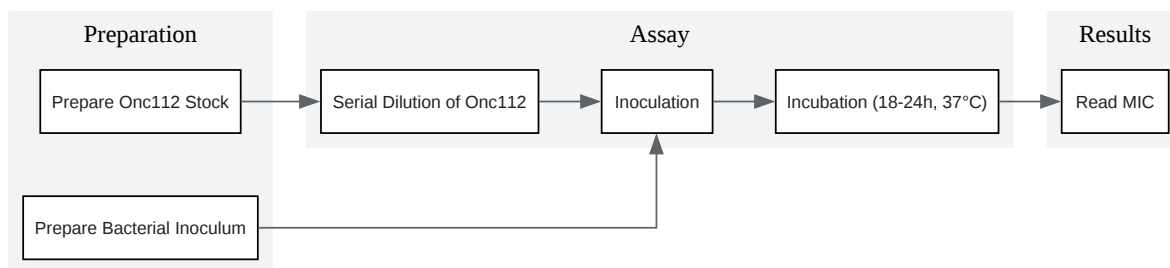 Preparation
Assay
Results
Prepare Onc112 Stock
Serial Dilution of Onc112
Inoculation
Incubation (18-24h, 37°C)
Read MIC
Prepare Bacterial Inoculum